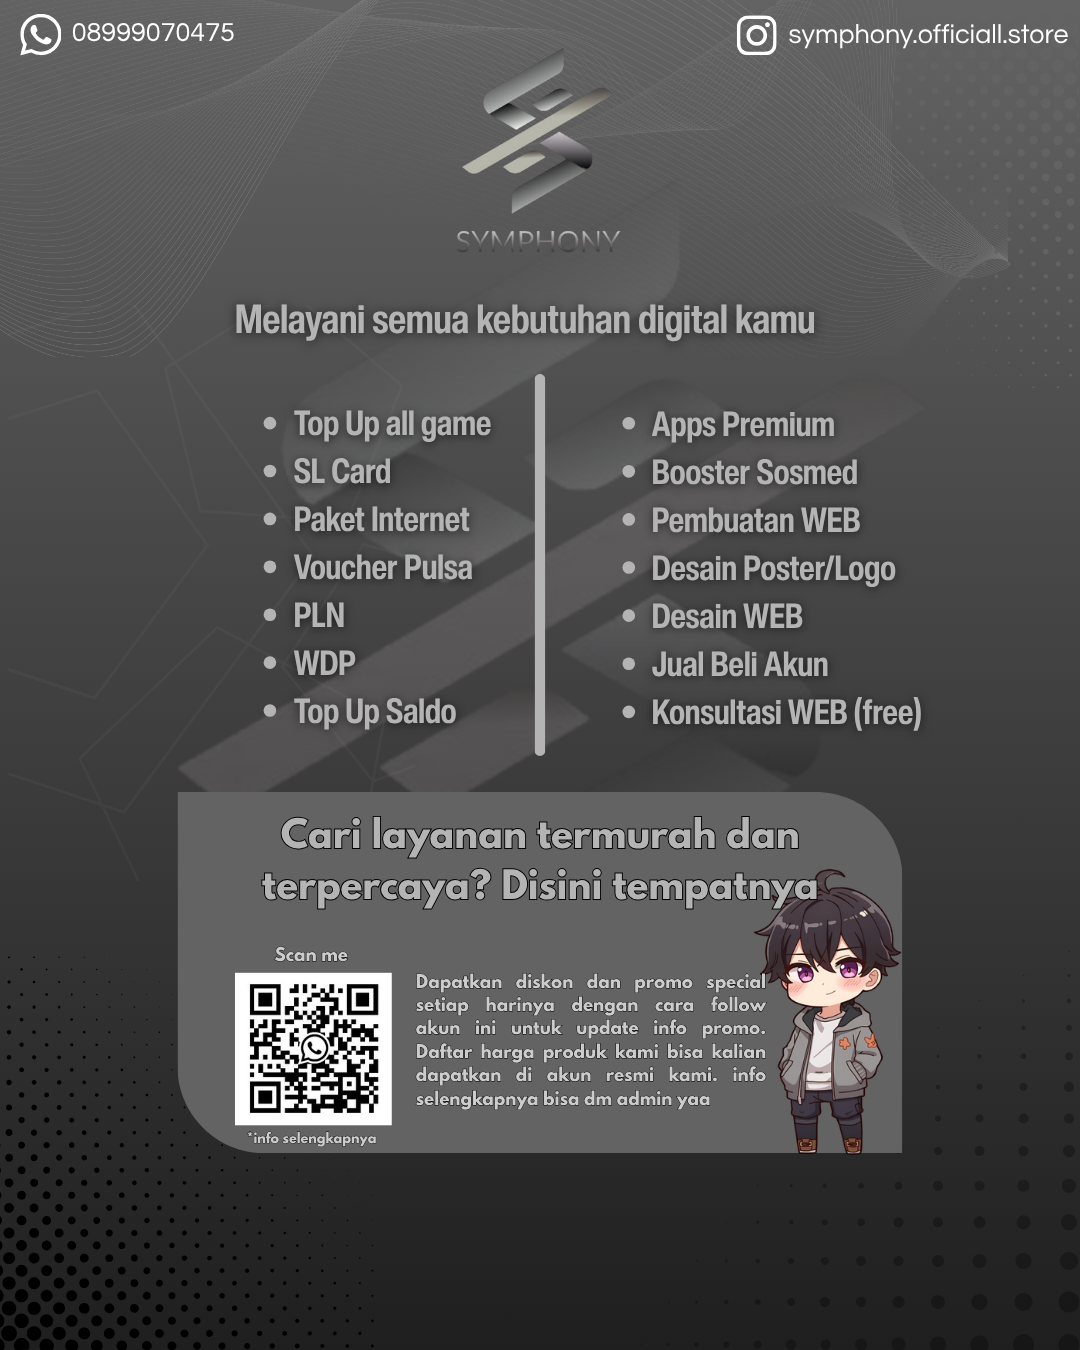 08999070475
symphony.officiall.store
SYMPHONY
Melayani semua kebutuhan digital kamu
• Top Up all game
• SL Card
• Paket Internet
• Voucher Pulsa
• PLN
• WDP
• Top Up Saldo
• Apps Premium
• Booster Sosmed
• Pembuatan WEB
• Desain Poster/Logo
• Desain WEB
• Jual Beli Akun
• Konsultasi WEB (free)
Cari layanan termurah dan
terpercaya? Disini tempatnya
Scan me
*info selengkapnya
Dapatkan diskon dan promo special
setiap harinya dengan cara follow
akun ini untuk update info promo.
Daftar harga produk kami bisa kalian
dapatkan di akun resmi kami. info
selengkapnya bisa dm admin yaa